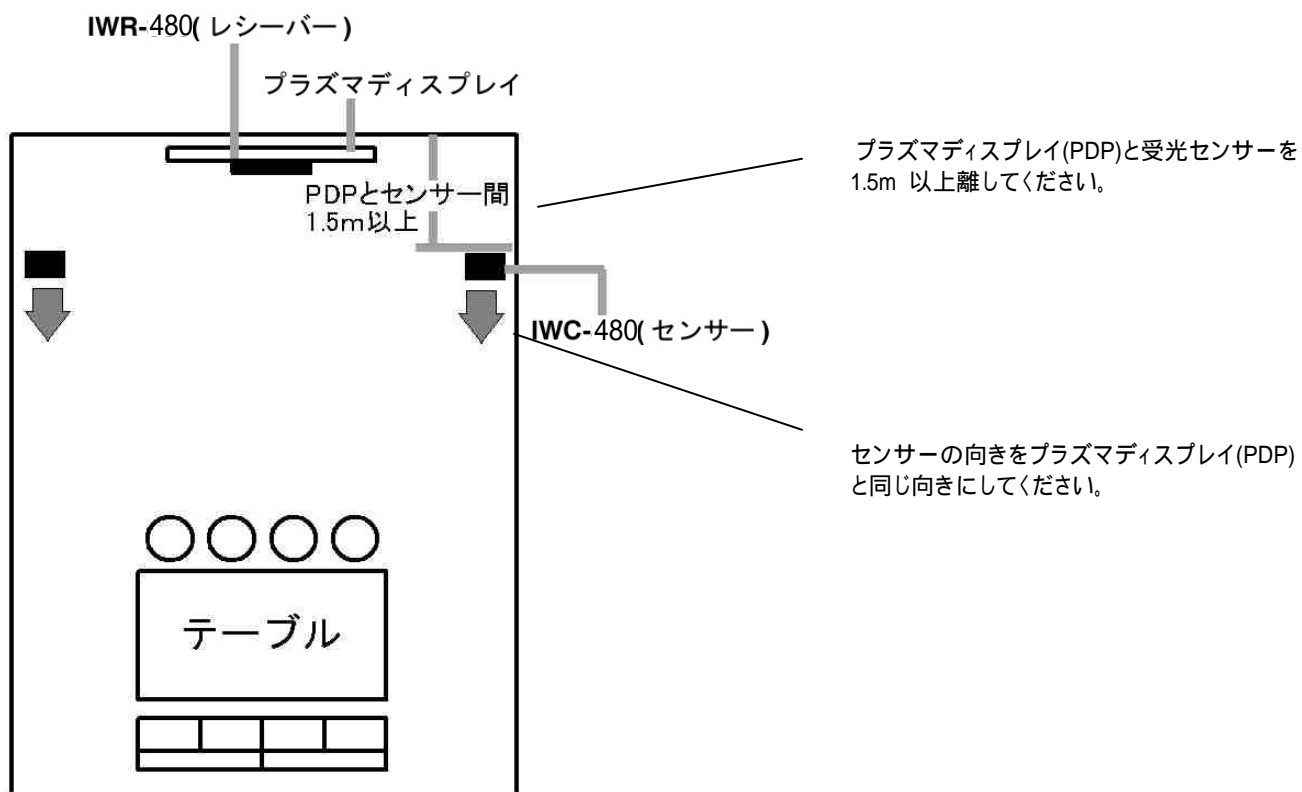 IWR-480(レシーバー)
プラズマディスプレイ
プラズマディスプレイ(PDP)と受光センサーを
1.5m 以上離してください。
PDPとセンサー間
1.5m以上
IWC-480(センサー)
センサーの向きをプラズマディスプレイ(PDP)
と同じ向きにしてください。
テーブル